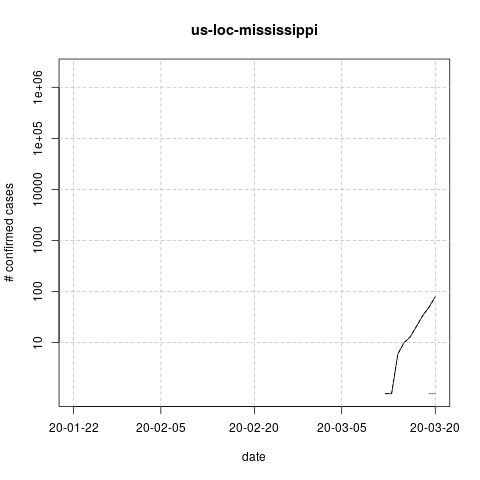 us-loc-mississippi
# confirmed cases
1e+06
1e+05
10000
1000
100
10
20-01-22
20-02-05
20-02-20
20-03-05
20-03-20
date